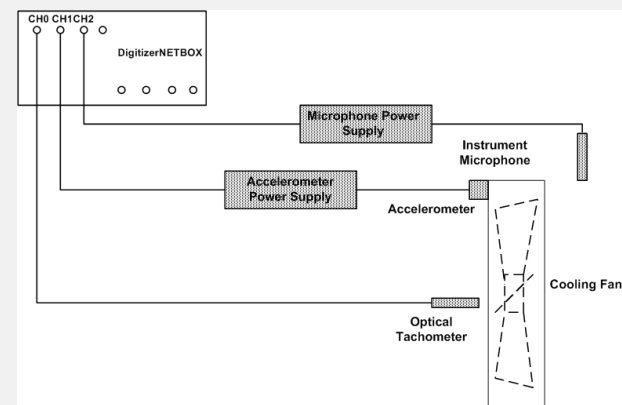 CH0 CH1CH2
DigitizerNETBOX
Microphone Power
Supply
Instrument
Microphone
Accelerometer
Power Supply
Accelerometer
Cooling Fan
Optical
Tachometer